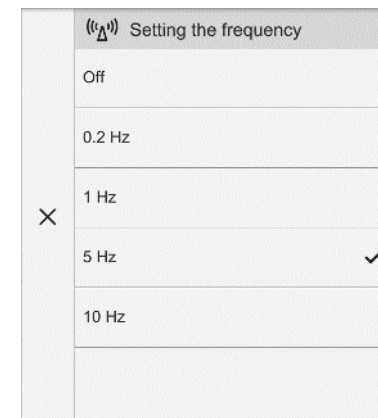 Setting the frequency
Off
0.2 Hz
1 Hz
5 Hz
10 Hz